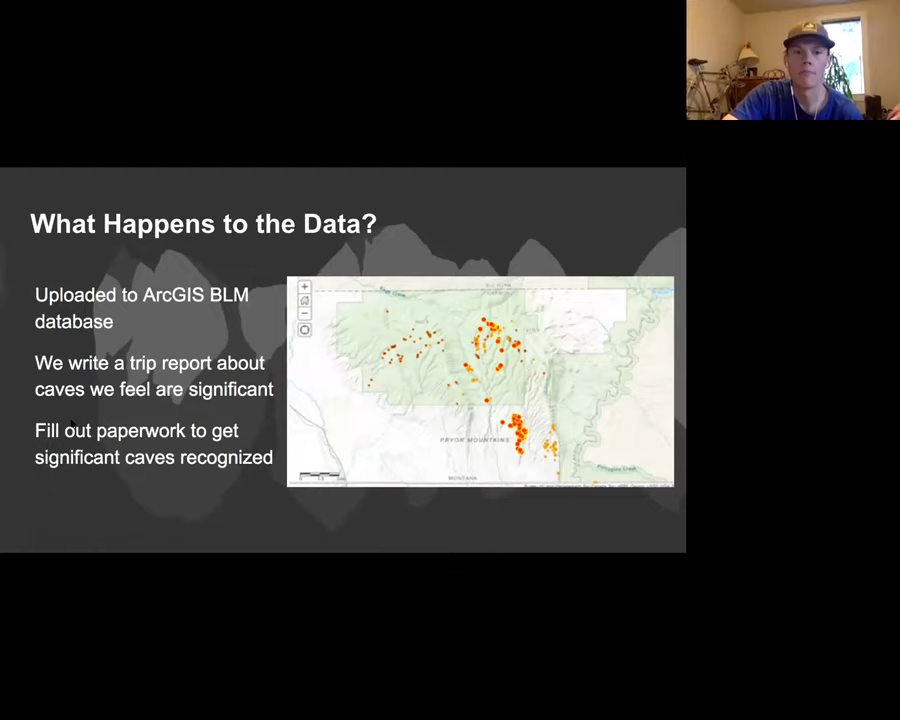 What Happens to the Data?
Uploaded to ArcGIS BLM
database
We write a trip report about
caves we feel are significant
Fill out paperwork to get
significant caves recognized
PRYOR MOUNTAINS
MONTANA